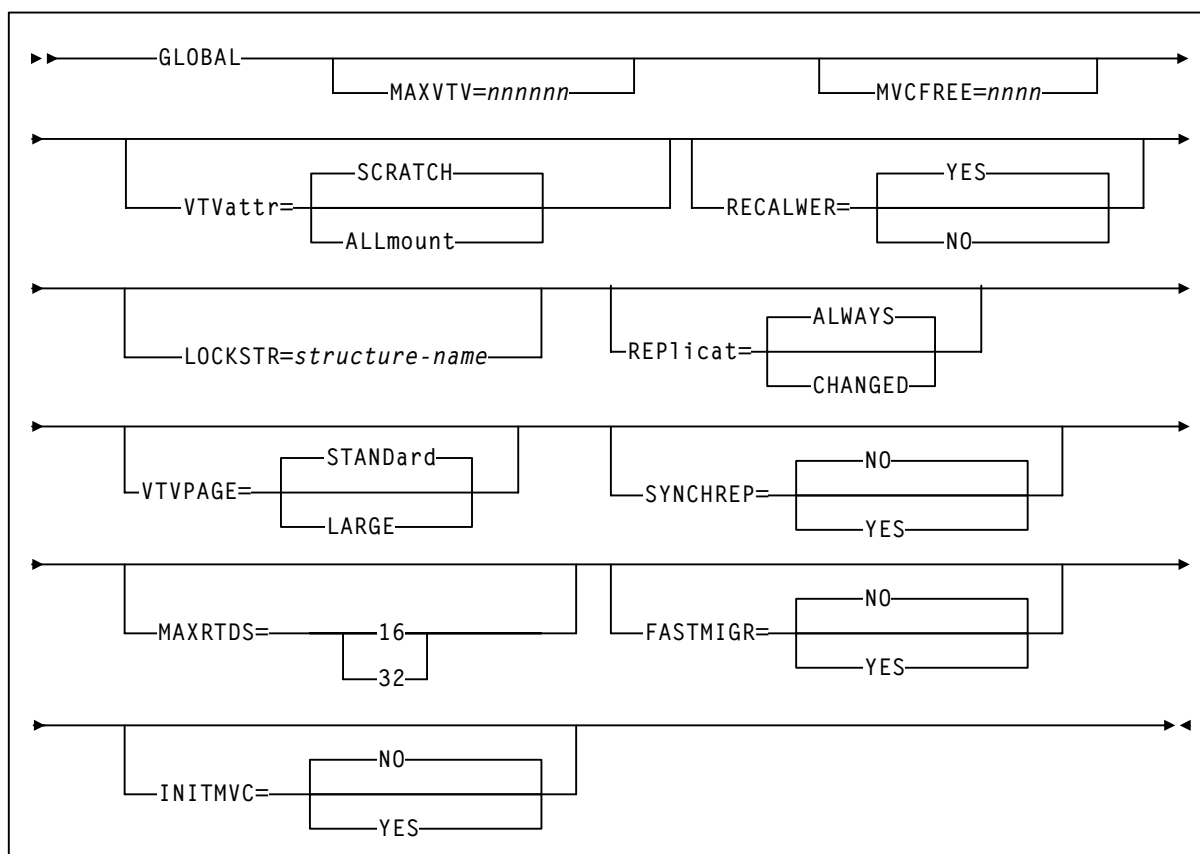 GLOBAL
MAXVTV=nnnnnn
MVCFREE=nnnn
VTVattr=
SCRATCH
ALLmount
RECALWER=
YES
NO
LOCKSTR=structure-name
REPlicat=
ALWAYS
CHANGED
VTVPAGE=
STANDard
LARGE
SYNCHREP=
NO
YES
MAXRTDS=
16
32
FASTMIGR=
NO
YES
INITMVC=
NO
YES